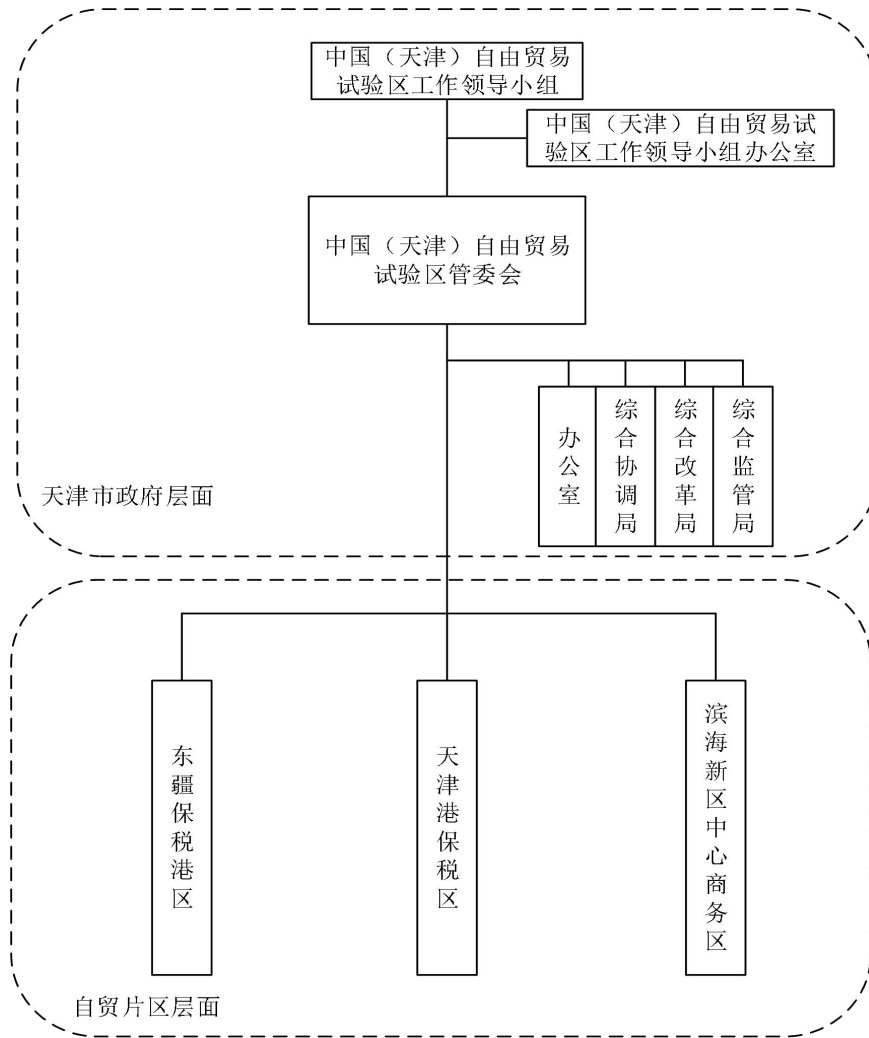 中国（天津）自由贸易
试验区工作领导小组
中国（天津）自由贸易试
验区工作领导小组办公室
中国（天津）自由贸易
试验区管委会
办公室
综合协调局
综合改革局
综合监管局
天津市政府层面
东疆保税港区
天津港保税区
滨海新区中心商务区
自贸片区层面